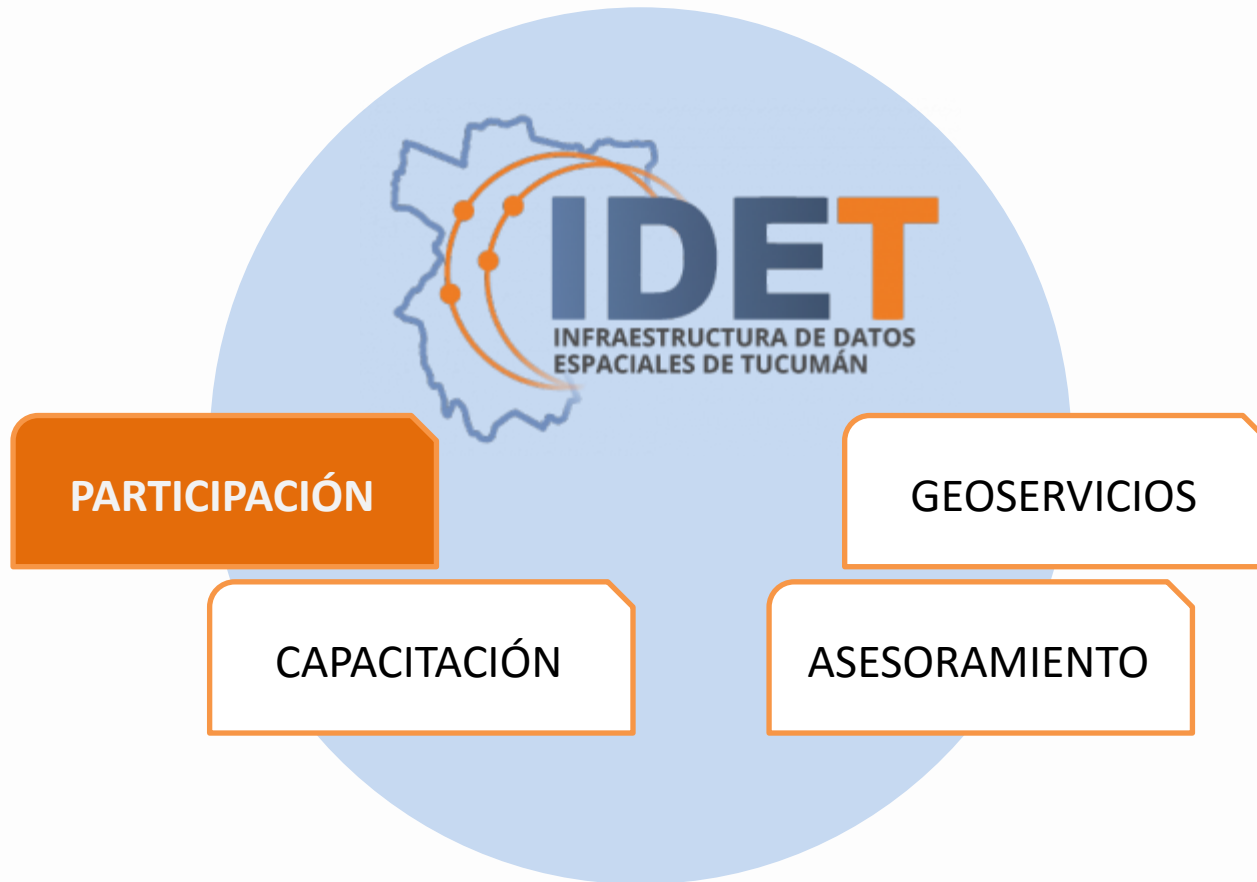 IDET
INFRAESTRUCTURA DE DATOS
ESPACIALES DE TUCUMÁN
PARTICIPACIÓN
GEOSERVICIOS
CAPACITACIÓN
ASESORAMIENTO